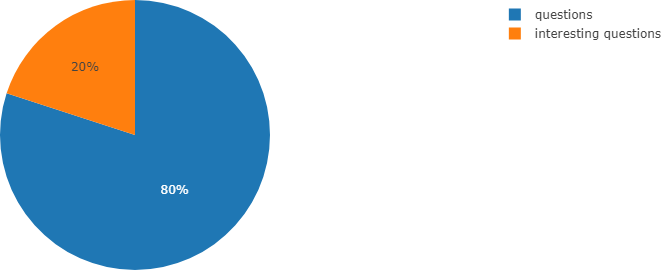 questions
interesting questions
20%
80%